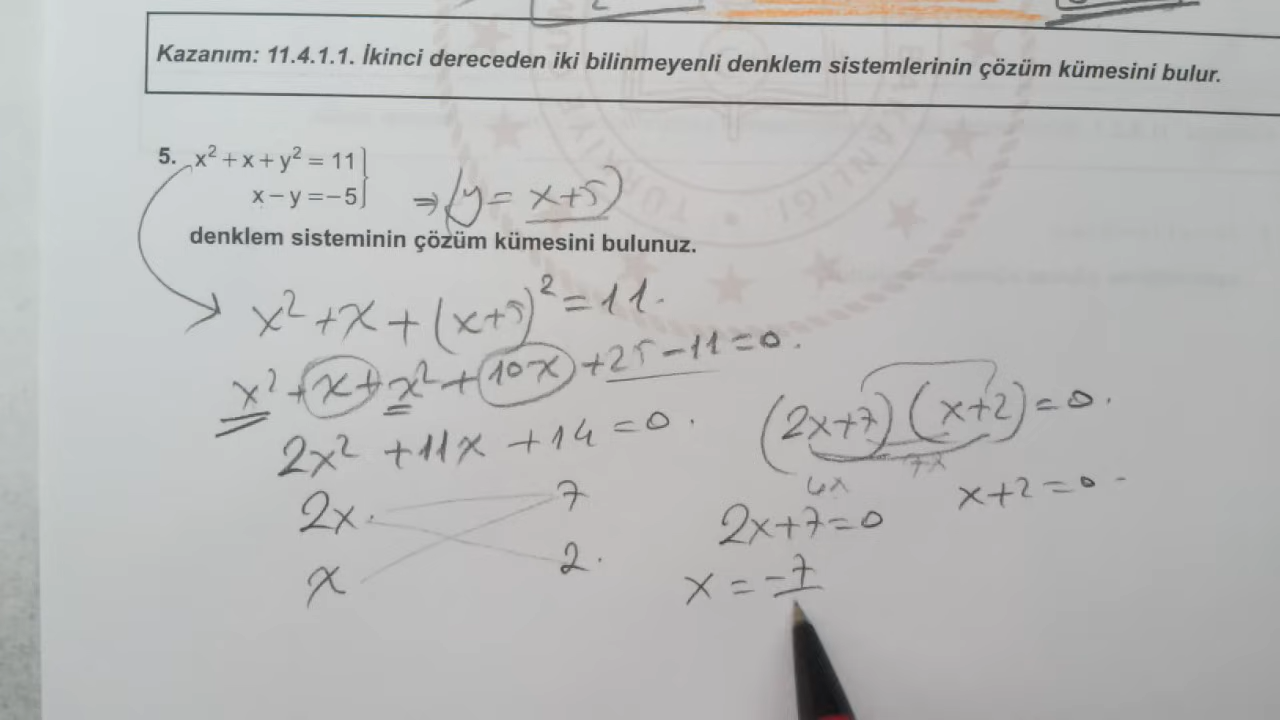 Kazanım: 11.4.1.1. İkinci dereceden iki bilinmeyenli denklem sistemlerinin çözüm kümesini bulur.
5. x² + x + y² = 11
x – y = – 5
⇒ (y = x+5)
denklem sisteminin çözüm kümesini bulunuz.
x² + x + (x+5)² = 11.
x² + x + x² + 10x + 25 - 11 = 0.
2x² + 11x + 14 = 0.
2x 7
x 2.
(2x+7) (x+2) = 0.
4x 7x
2x+7=0
x+2=0
x = -7